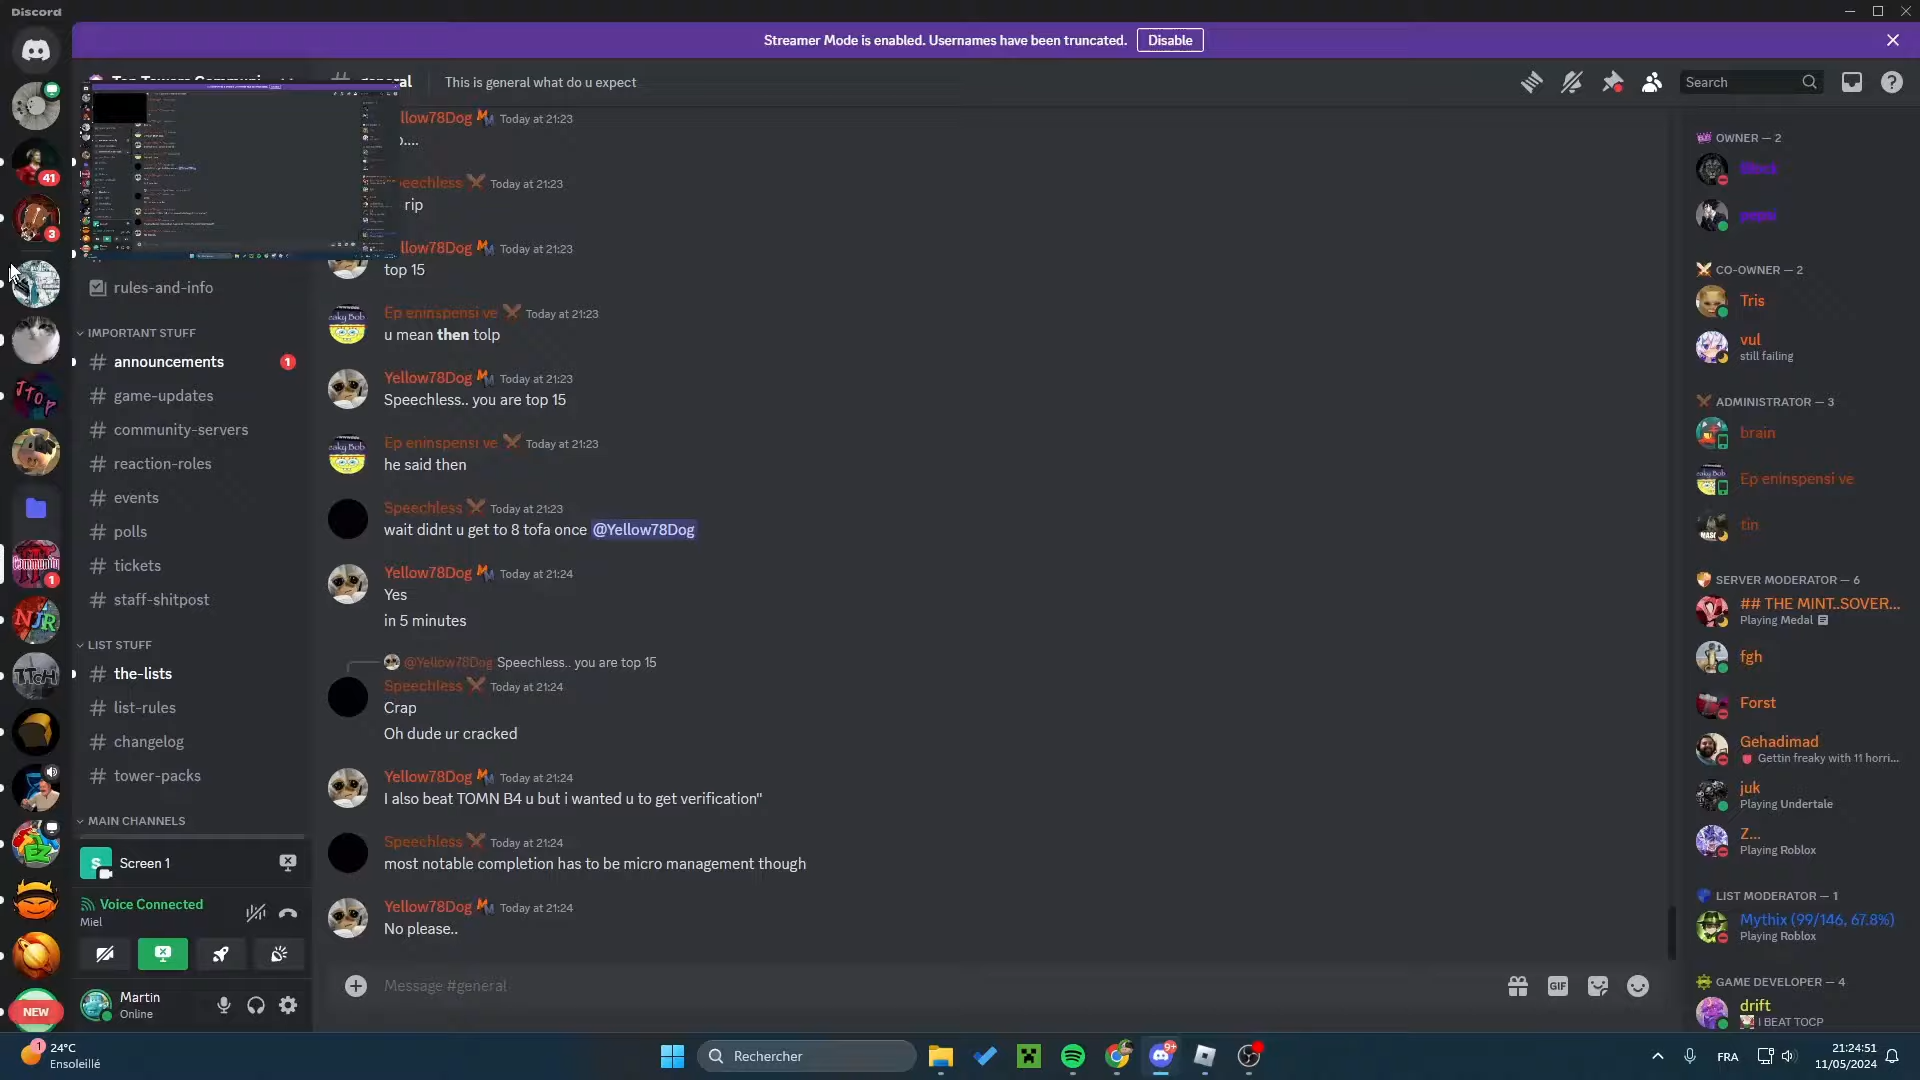 Discord
Streamer Mode is enabled. Usernames have been truncated. Disable
general
This is general what do u expect
Search
rules-and-info
IMPORTANT STUFF
announcements 1
game-updates
community-servers
reaction-roles
events
polls
tickets
staff-shitpost
LIST STUFF
the-lists
list-rules
changelog
tower-packs
MAIN CHANNELS
Screen 1
Voice Connected
Miel
Martin
Online
41
3
1
NJR
EZ
NEW
Today at 21:23
Today at 21:23
rip
Today at 21:23
top 15
Ep eninspensi ve Today at 21:23
u mean then tolp
Yellow78Dog Today at 21:23
Speechless.. you are top 15
Ep eninspensi ve Today at 21:23
he said then
Speechless Today at 21:23
wait didnt u get to 8 tofa once @Yellow78Dog
Yellow78Dog Today at 21:24
Yes
in 5 minutes
@Yellow78Dog Speechless.. you are top 15
Speechless Today at 21:24
Crap
Oh dude ur cracked
Yellow78Dog Today at 21:24
I also beat TOMN B4 u but i wanted u to get verification"
Speechless Today at 21:24
most notable completion has to be micro management though
Yellow78Dog Today at 21:24
No please..
Message #general
GIF
OWNER — 2
pepsi
CO-OWNER — 2
Tris
vul
still failing
ADMINISTRATOR — 3
brain
Ep eninspensi ve
tin
SERVER MODERATOR — 6
## THE MINT..SOVER...
Playing Medal
fgh
Forst
Gehadimad
Gettin freaky with 11 horri...
juk
Playing Undertale
Z...
Playing Roblox
LIST MODERATOR — 1
Mythix (99/146, 67.8%)
Playing Roblox
GAME DEVELOPER — 4
drift
I BEAT TOCP
1
24°C
Ensoleillé
Rechercher
9+
FRA
21:24:51
11/05/2024